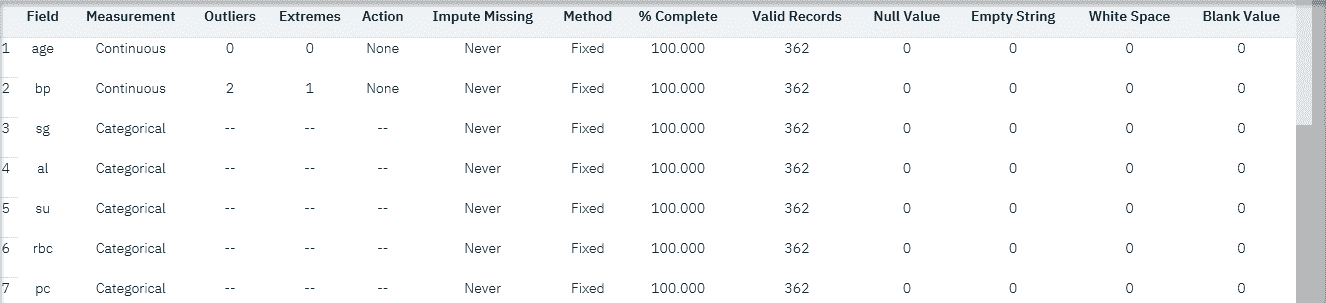 Field Measurement Outliers Extremes Action Impute Missing Method % Complete Valid Records Null Value Empty String White Space Blank Value
1 age Continuous 0 0 None Never Fixed 100.000 362 0 0 0 0
2 bp Continuous 2 1 None Never Fixed 100.000 362 0 0 0 0
3 sg Categorical -- -- -- Never Fixed 100.000 362 0 0 0 0
4 al Categorical -- -- -- Never Fixed 100.000 362 0 0 0 0
5 su Categorical -- -- -- Never Fixed 100.000 362 0 0 0 0
6 rbc Categorical -- -- -- Never Fixed 100.000 362 0 0 0 0
7 pc Categorical -- -- -- Never Fixed 100.000 362 0 0 0 0